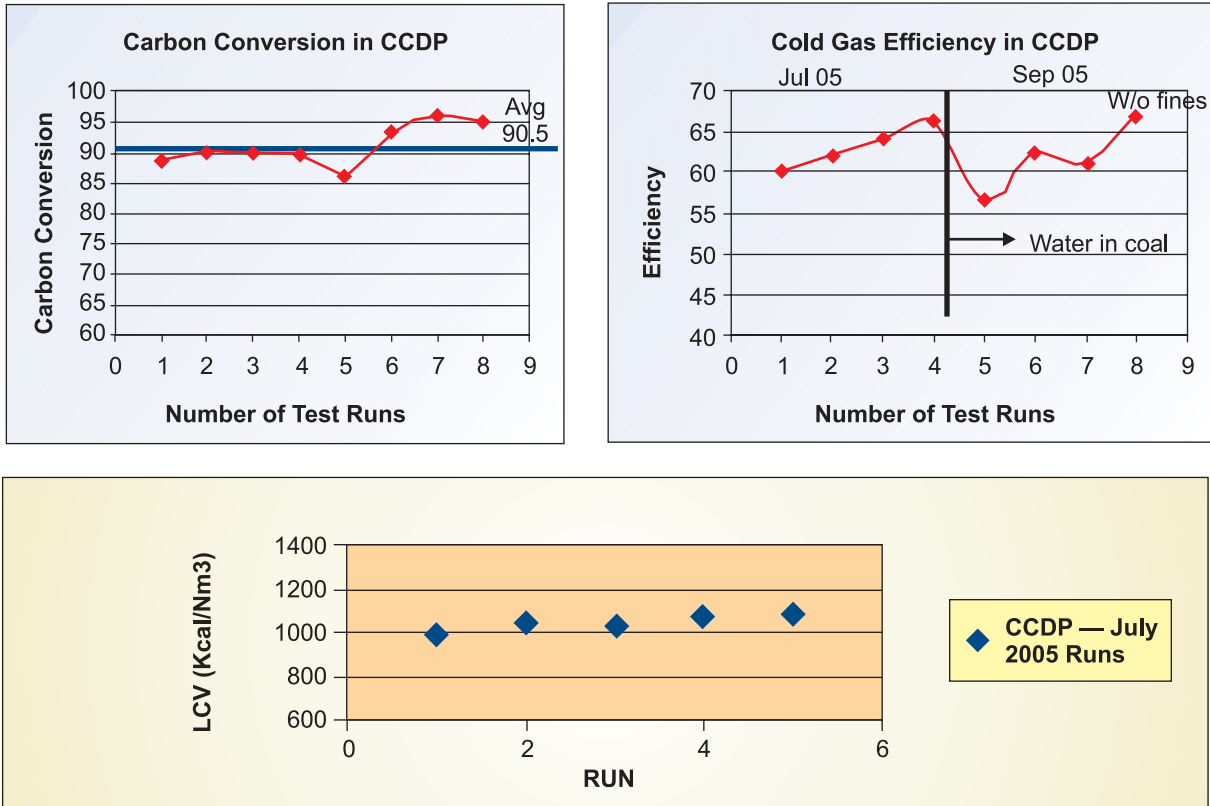 Carbon Conversion in CCDP
100
95
90
85
80
75
70
65
60
Carbon Conversion
Avg
90.5
0 1 2 3 4 5 6 7 8 9
Number of Test Runs
Cold Gas Efficiency in CCDP
Jul 05
Sep 05
W/o fines
70
65
60
55
50
45
40
Efficiency
Water in coal
0 1 2 3 4 5 6 7 8 9
Number of Test Runs
1400
1200
1000
800
600
LCV (Kcal/Nm3)
0 2 4 6
RUN
CCDP — July
2005 Runs